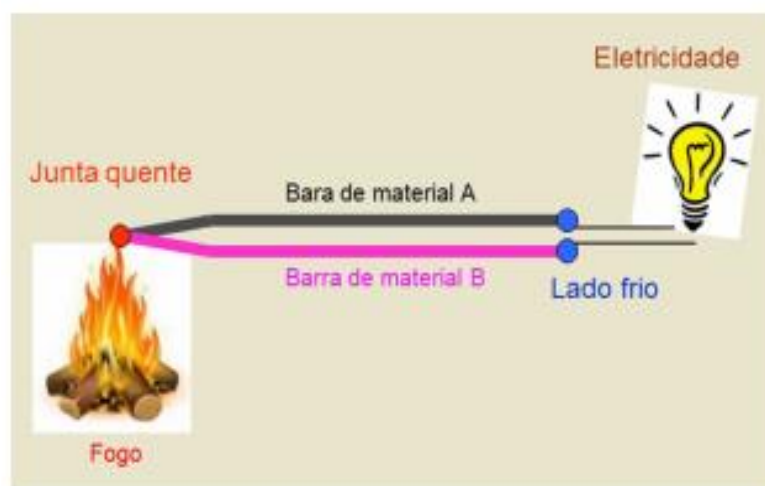 Eletricidade
Junta quente
Bara de material A
Barra de material B
Lado frio
Fogo